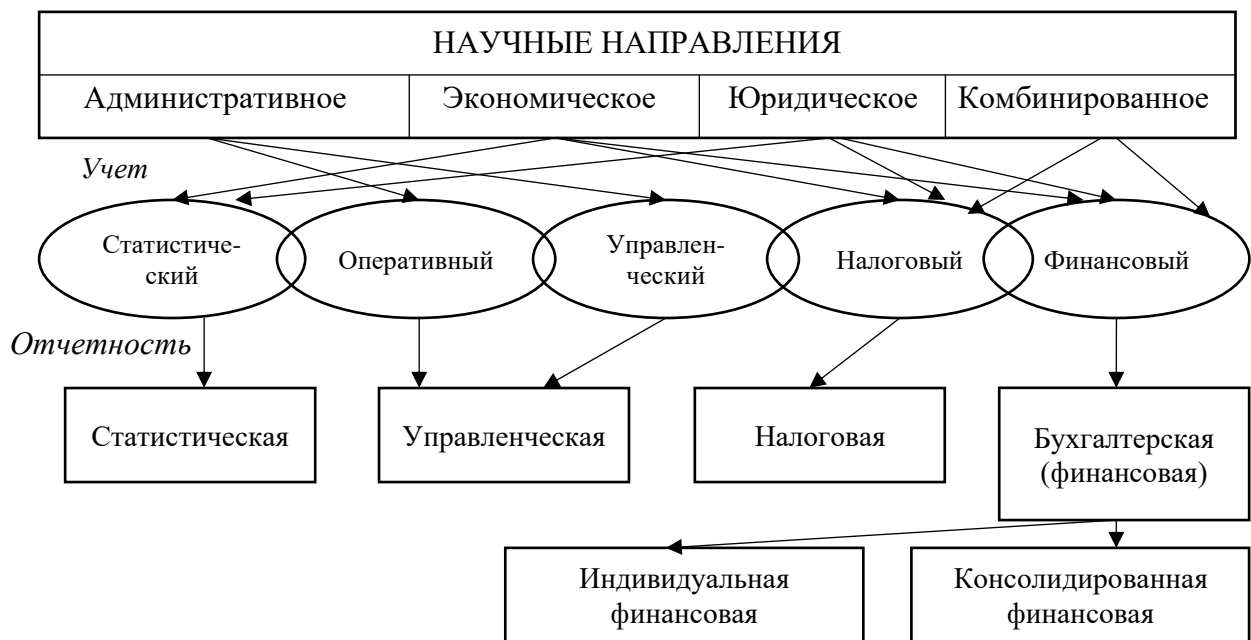 НАУЧНЫЕ НАПРАВЛЕНИЯ
Административное
Экономическое
Юридическое
Комбинированное
Учет
Статистиче-
ский
Оперативный
Управлен-
ческий
Налоговый
Финансовый
Отчетность
Статистическая
Управленческая
Налоговая
Бухгалтерская
(финансовая)
Индивидуальная
финансовая
Консолидированная
финансовая